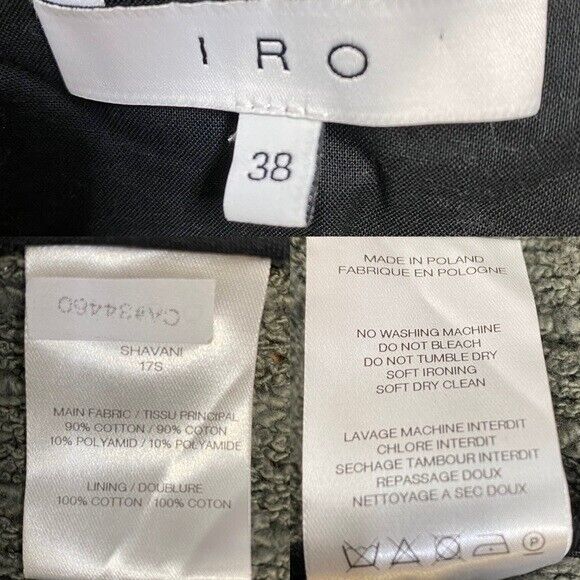 IRO
38
CA#34460
SHAVANI
17S
MAIN FABRIC / TISSU PRINCIPAL
90% COTTON / 90% COTON
10% POLYAMID / 10% POLYAMIDE
LINING / DOUBLURE
100% COTTON / 100% COTON
MADE IN POLAND
FABRIQUE EN POLOGNE
NO WASHING MACHINE
DO NOT BLEACH
DO NOT TUMBLE DRY
SOFT IRONING
SOFT DRY CLEAN
LAVAGE MACHINE INTERDIT
CHLORE INTERDIT
SECHAGE TAMBOUR INTERDIT
REPASSAGE DOUX
NETTOYAGE A SEC DOUX
P